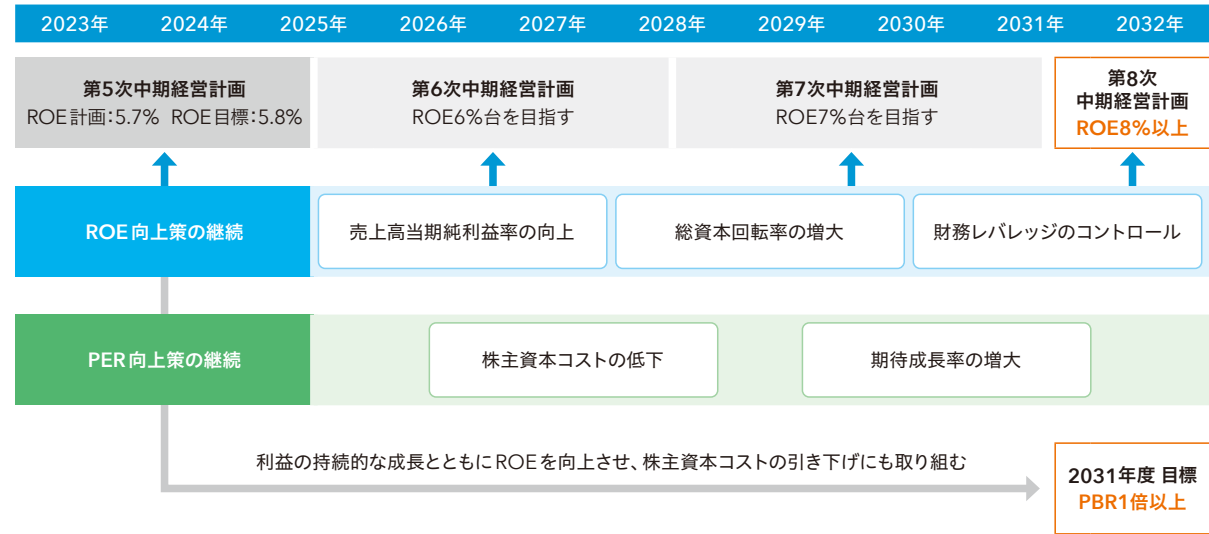 2023年 2024年 2025年 2026年 2027年 2028年 2029年 2030年 2031年 2032年
第5次中期経営計画
ROE計画:5.7% ROE目標:5.8%
第6次中期経営計画
ROE6%台を目指す
第7次中期経営計画
ROE7%台を目指す
第8次
中期経営計画
ROE8%以上
ROE向上策の継続
売上高当期純利益率の向上
総資本回転率の増大
財務レバレッジのコントロール
PER向上策の継続
株主資本コストの低下
期待成長率の増大
利益の持続的な成長とともにROEを向上させ、株主資本コストの引き下げにも取り組む
2031年度 目標
PBR1倍以上